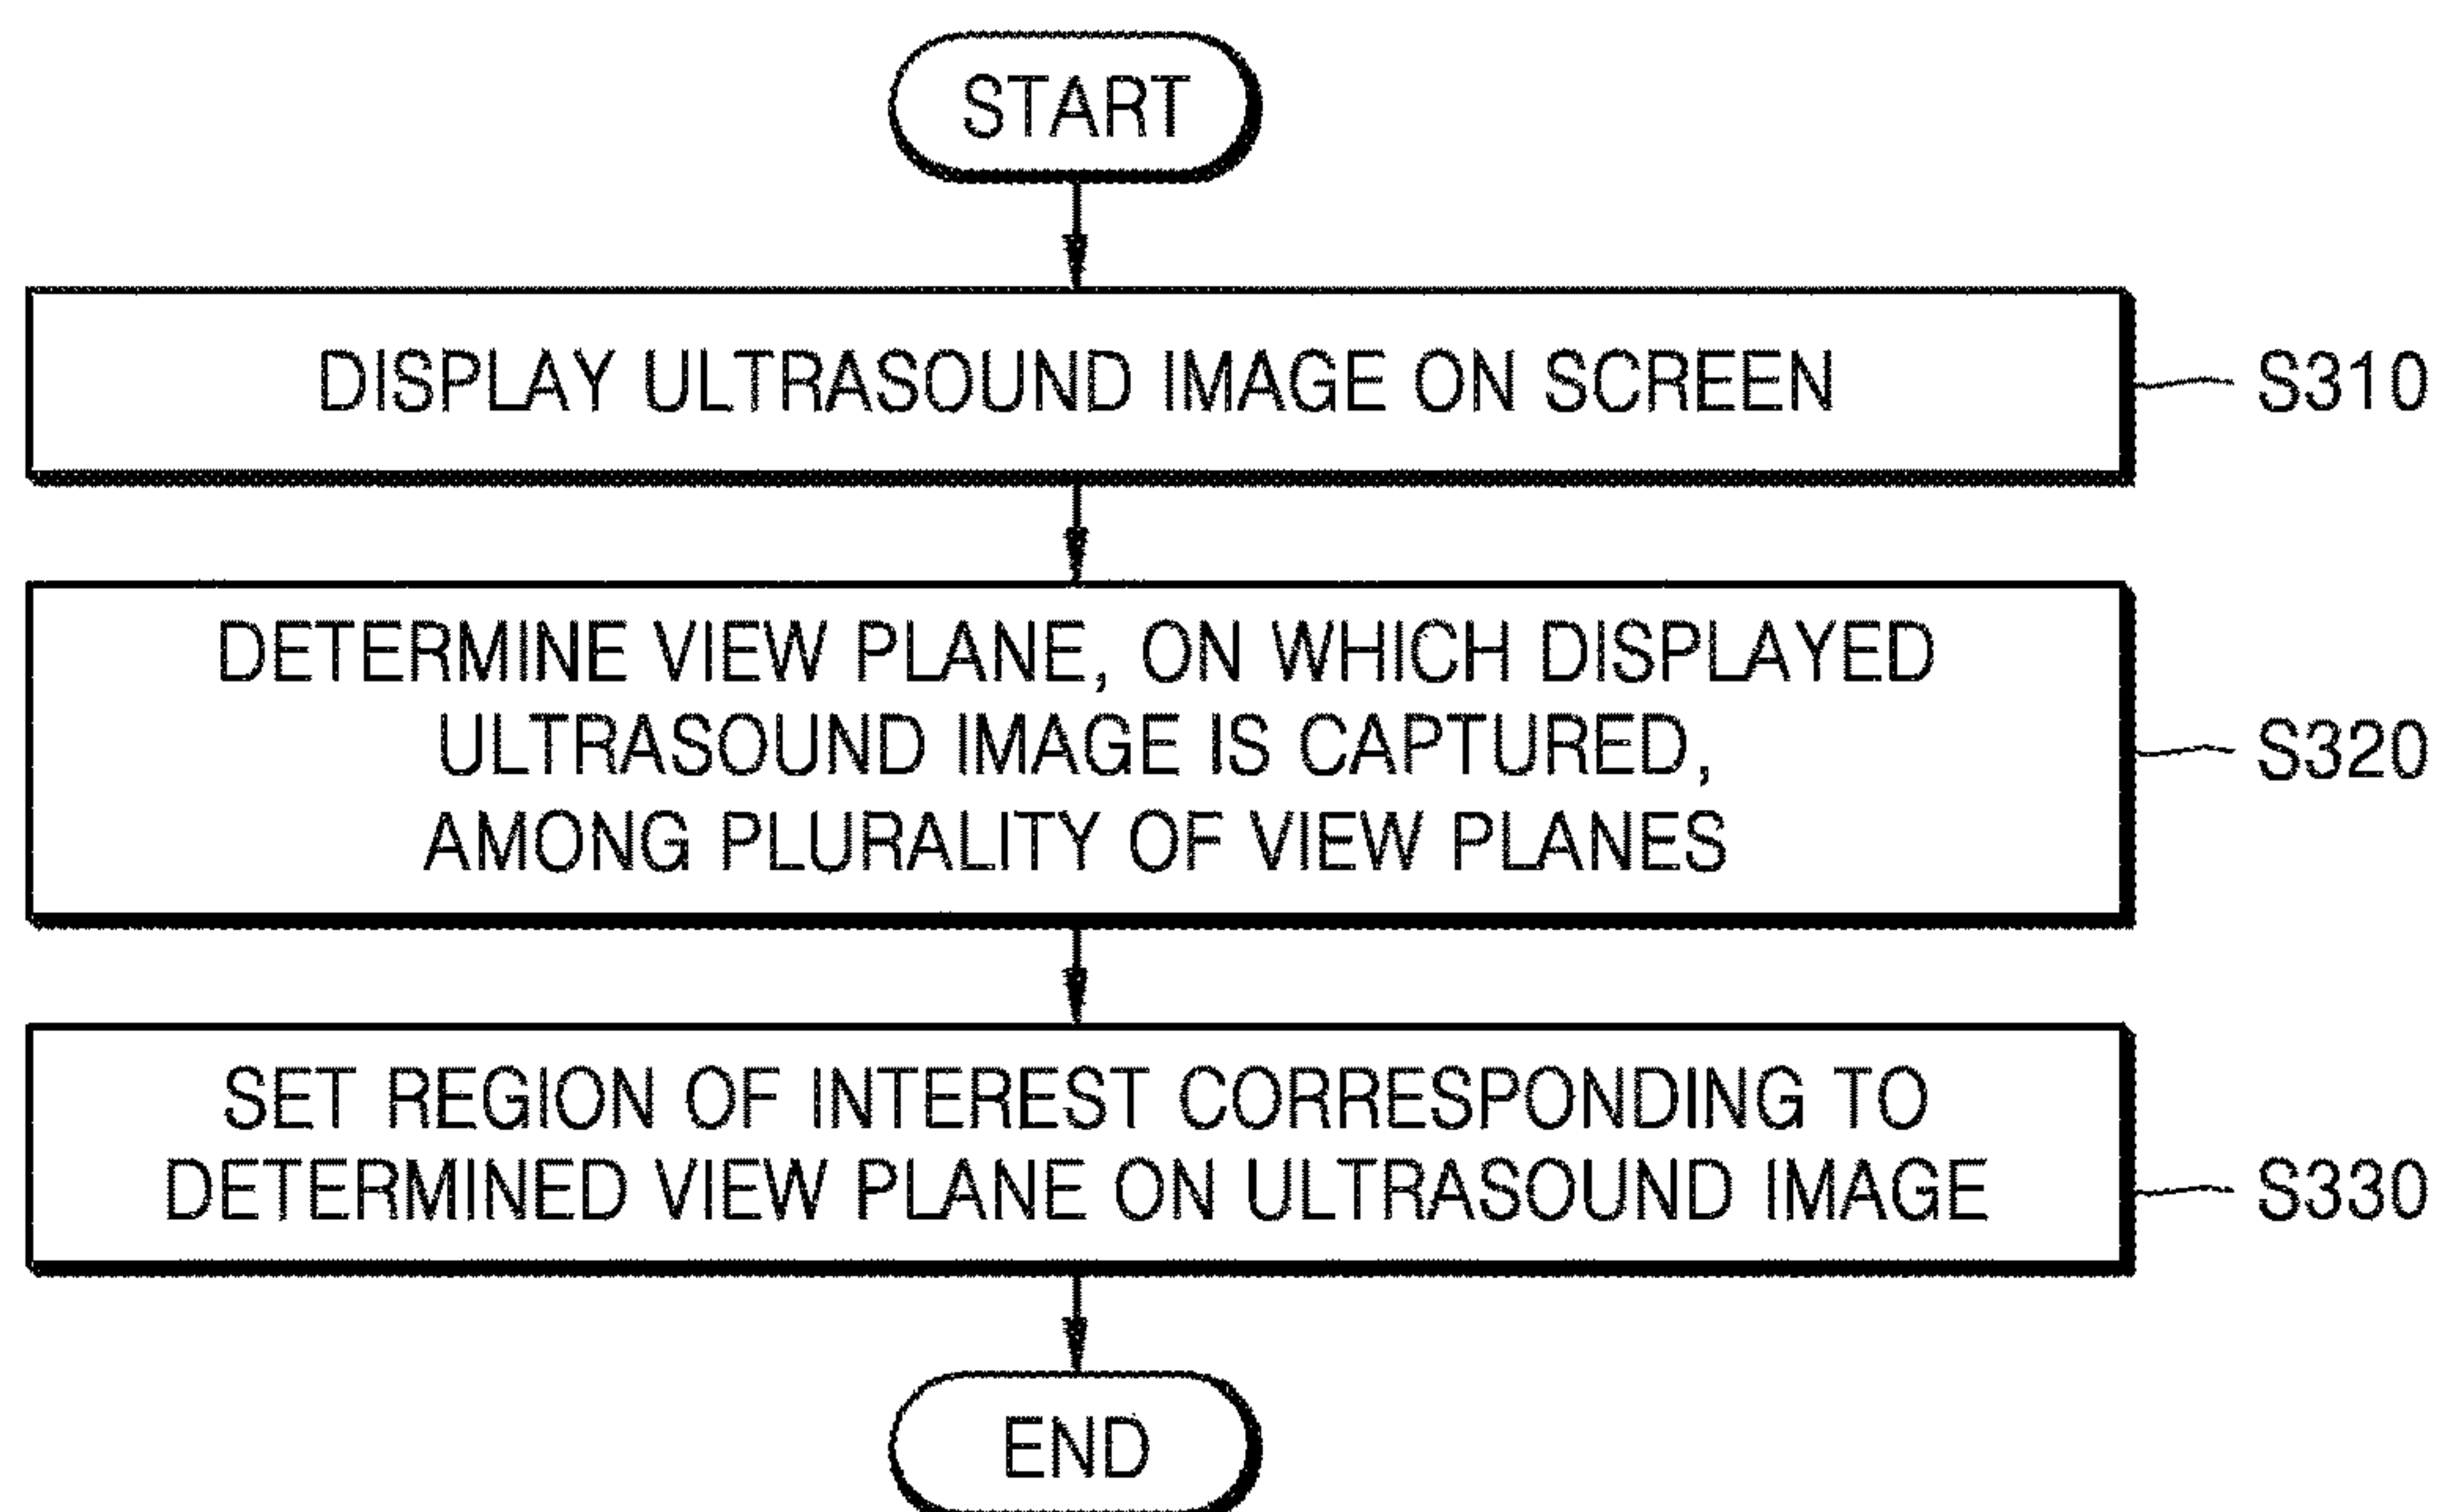 START
DISPLAY ULTRASOUND IMAGE ON SCREEN
S310
DETERMINE VIEW PLANE, ON WHICH DISPLAYED
ULTRASOUND IMAGE IS CAPTURED,
AMONG PLURALITY OF VIEW PLANES
S320
SET REGION OF INTEREST CORRESPONDING TO
DETERMINED VIEW PLANE ON ULTRASOUND IMAGE
S330
END